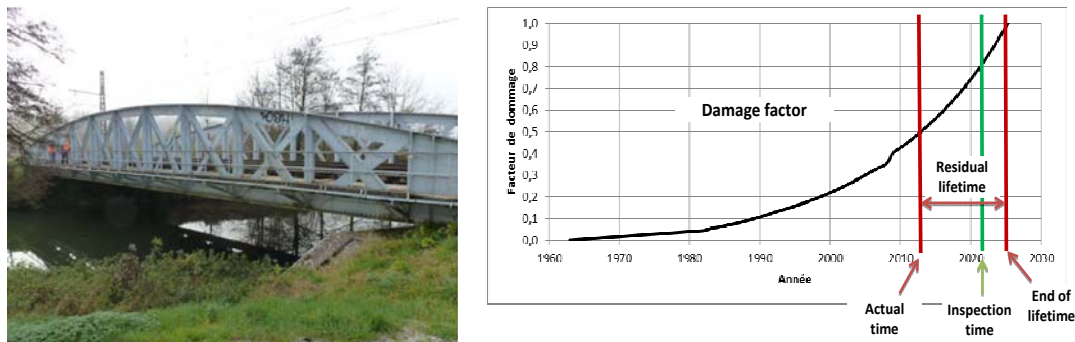 1,0
0,9
0,8
0,7
0,6
0,5
0,4
0,3
0,2
0,1
0,0
Facteur de dommage
Damage factor
Residual
lifetime
1960
1970
1980
1990
2000
2010
2020
2030
Année
Actual
time
Inspection
time
End of
lifetime